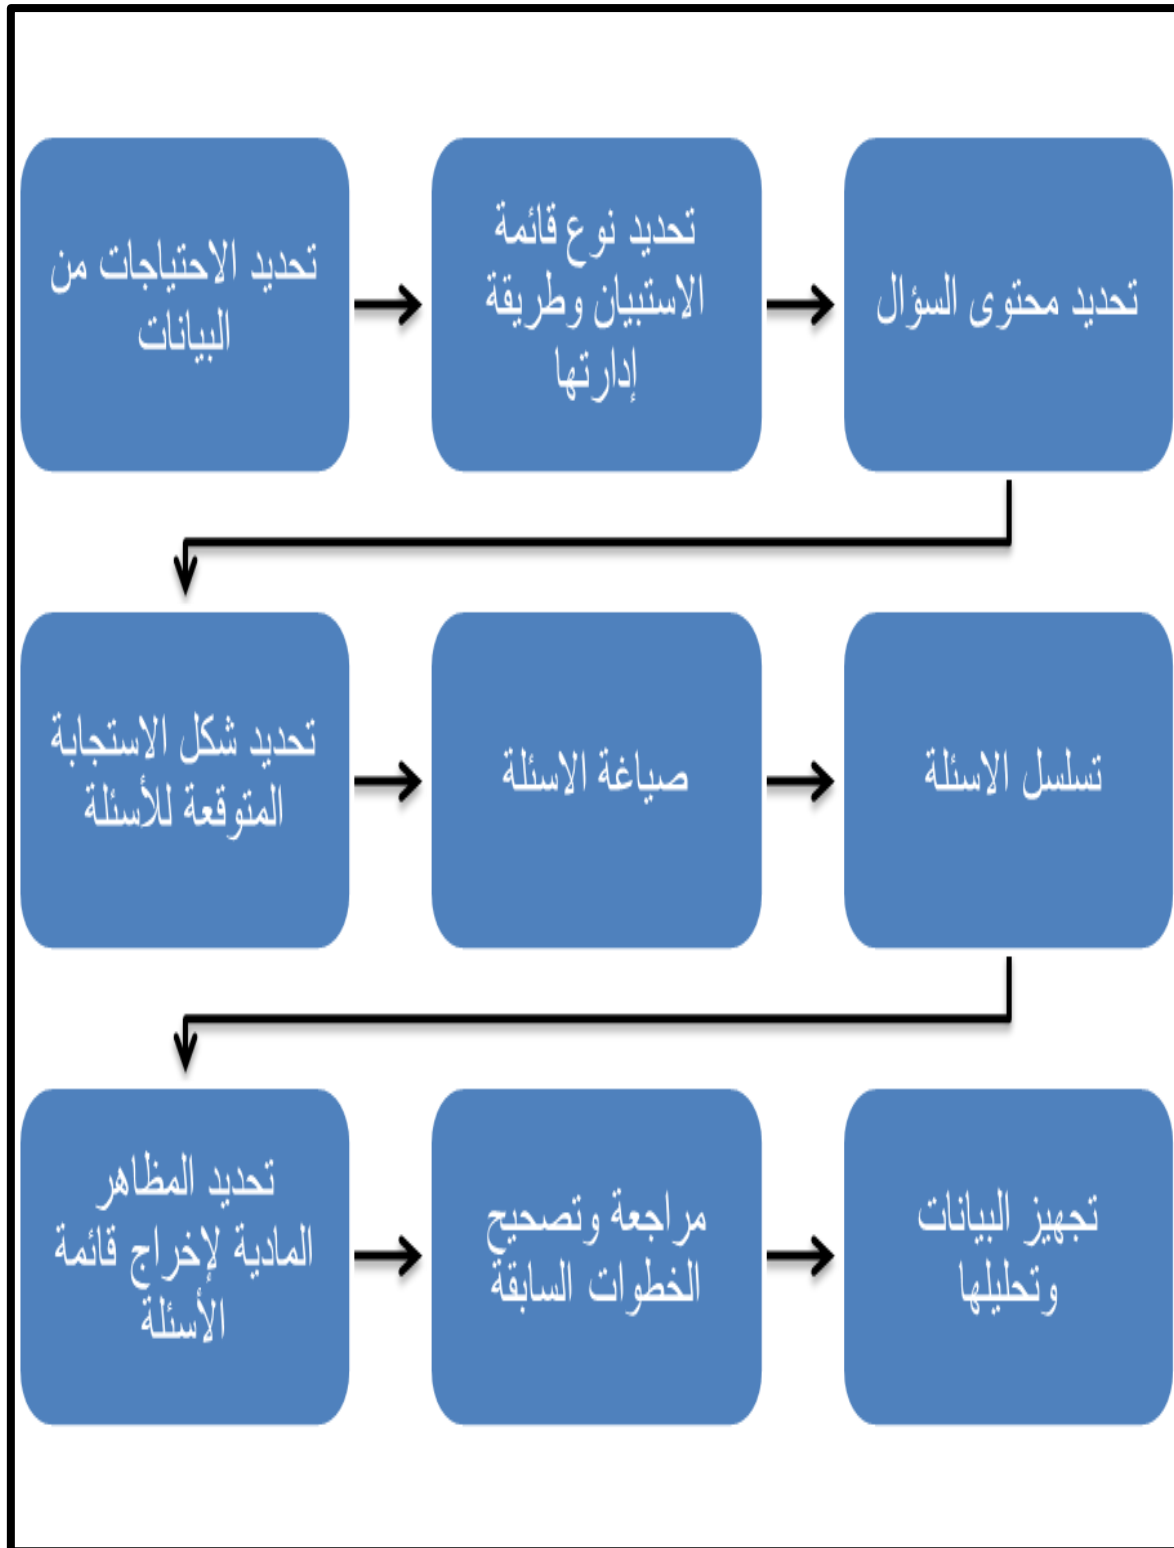 تحديد الاحتياجات من
البيانات
تحديد نوع قائمة
الاستبيان وطريقة
إدارتها
تحديد محتوى السؤال
تحديد شكل الاستجابة
المتوقعة للأسئلة
صياغة الاسئلة
تسلسل الاسئلة
تحديد المظاهر
المادية لإخراج قائمة
الأسئلة
مراجعة وتصحيح
الخطوات السابقة
تجهيز البيانات
وتحليلها